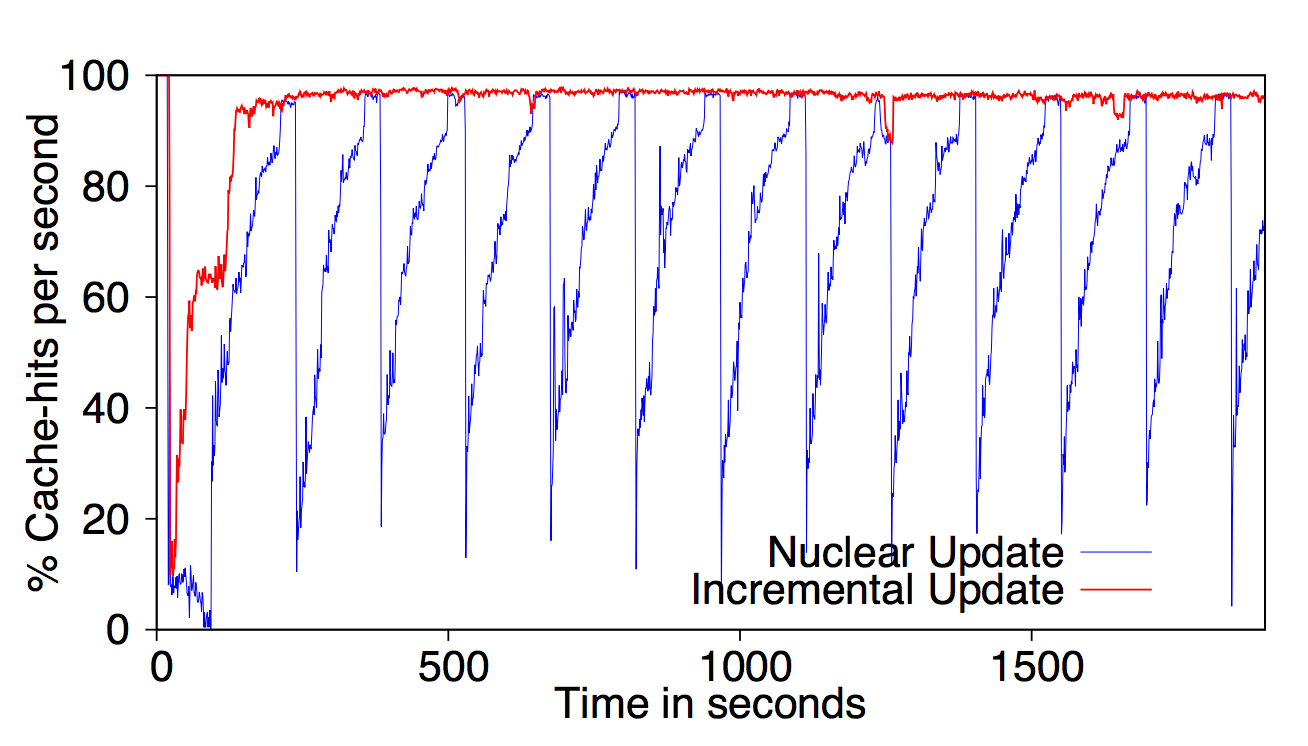 % Cache-hits per second
100
80
60
40
20
0
Nuclear Update
Incremental Update
0 500 1000 1500
Time in seconds